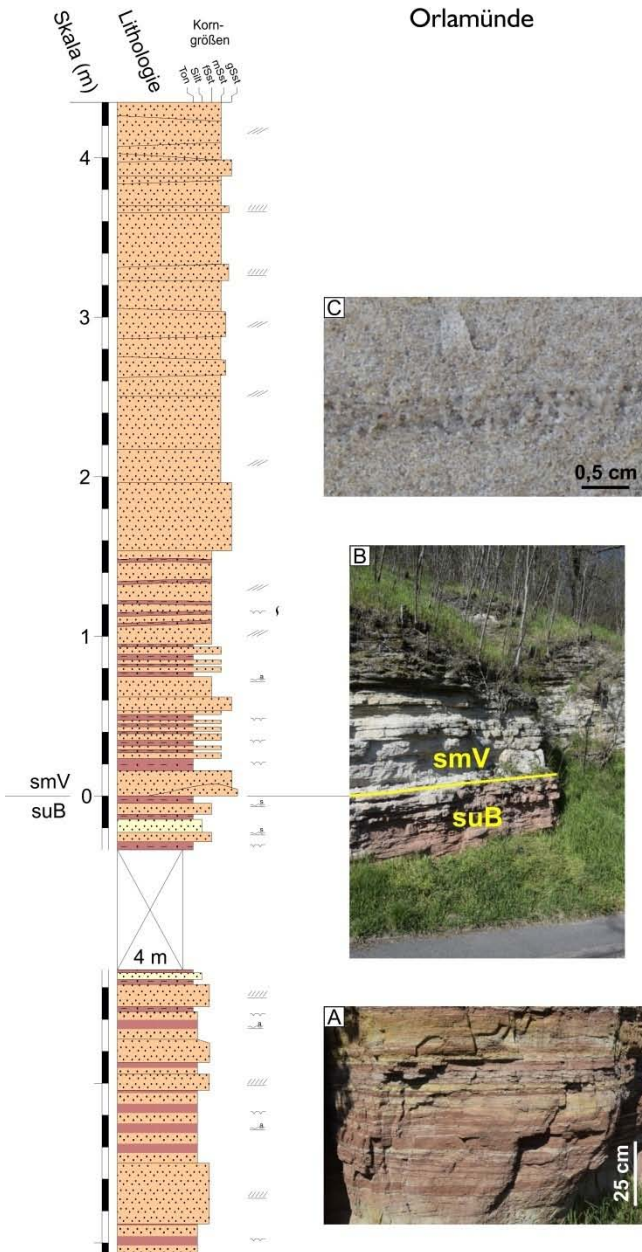 Orlamünde
Skala (m)
Lithologie
Korn-
größen
Ton
Silt
fSst
mSst
gSst
4
3
2
1
a
smV
0
suB
s
s
4 m
a
a
C
0,5 cm
B
smV
suB
A
25 cm